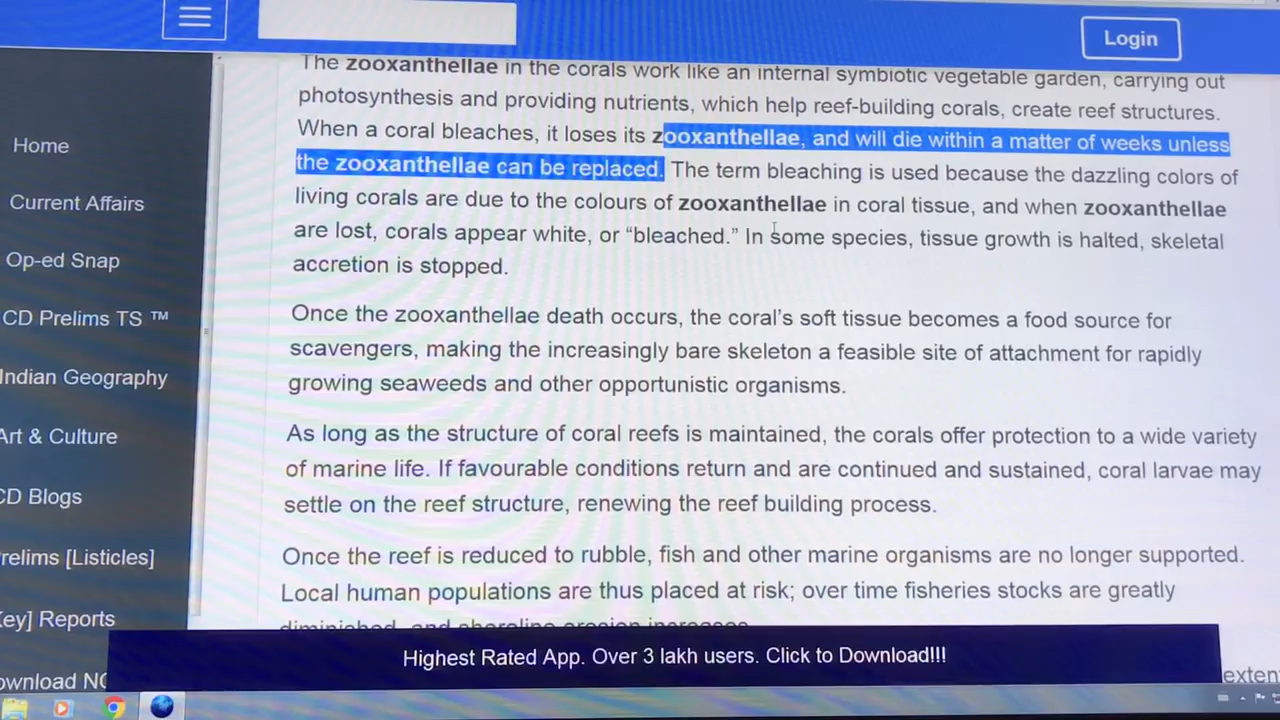 Login
The zooxanthellae in the corals work like an internal symbiotic vegetable garden, carrying out
photosynthesis and providing nutrients, which help reef-building corals, create reef structures.
When a coral bleaches, it loses its zooxanthellae, and will die within a matter of weeks unless
the zooxanthellae can be replaced. The term bleaching is used because the dazzling colors of
living corals are due to the colours of zooxanthellae in coral tissue, and when zooxanthellae
are lost, corals appear white, or “bleached.” In some species, tissue growth is halted, skeletal
accretion is stopped.
Once the zooxanthellae death occurs, the coral’s soft tissue becomes a food source for
scavengers, making the increasingly bare skeleton a feasible site of attachment for rapidly
growing seaweeds and other opportunistic organisms.
As long as the structure of coral reefs is maintained, the corals offer protection to a wide variety
of marine life. If favourable conditions return and are continued and sustained, coral larvae may
settle on the reef structure, renewing the reef building process.
Once the reef is reduced to rubble, fish and other marine organisms are no longer supported.
Local human populations are thus placed at risk; over time fisheries stocks are greatly
diminished, and shoreline erosion increases
Home
Current Affairs
Op-ed Snap
CD Prelims TS ™
Indian Geography
Art & Culture
CD Blogs
relims [Listicles]
ey] Reports
ownload NC
Highest Rated App. Over 3 lakh users. Click to Download!!!
exten